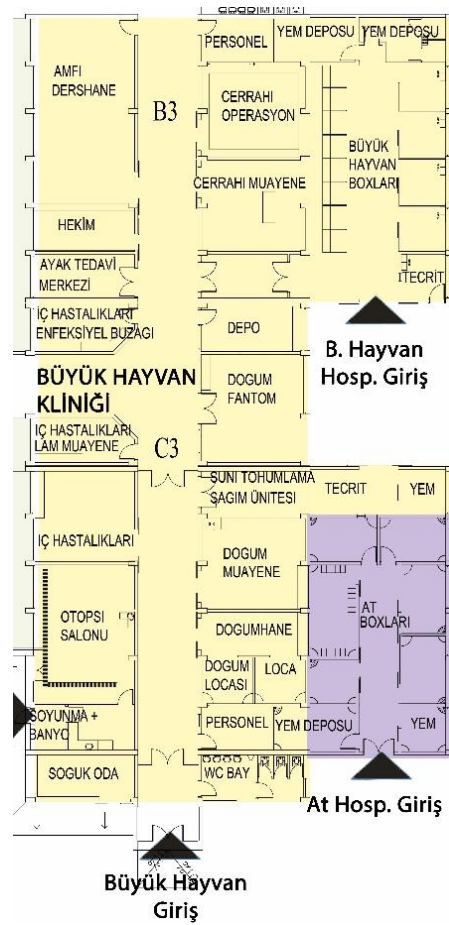 PERSONEL
YEM DEPOSU
YEM DEPOSU
AMFI
DERSHANE
B3
CERRAHI
OPERASYON
BÜYÜK
HAYVAN
BOXLARI
CERRAHI MUAYENE
HEKİM
AYAK TEDAVİ
MERKEZİ
TECRİT
İÇ HASTALIKLARI
ENFEKSİYEL BUZAGI
DEPO
B. Hayvan
Hosp. Giriş
BÜYÜK HAYVAN
KLİNİĞİ
DOGUM
FANTOM
İÇ HASTALIKLARI
LAM MUAYENE
C3
SUNI TOHUMLAMA
SAGIM ÜNİTESİ
TECRIT
YEM
IÇ HASTALIKLARI
DOGUM
MUAYENE
OTOPSI
SALONU
AT
BOXLARI
DOGUMHANE
DOGUM
LOCASI
LOCA
SOYUNMA +
BANYO
PERSONEL
YEM DEPOSU
YEM
SOGUK ODA
WC BAY
At Hosp. Giriş
Büyük Hayvan
Giriş